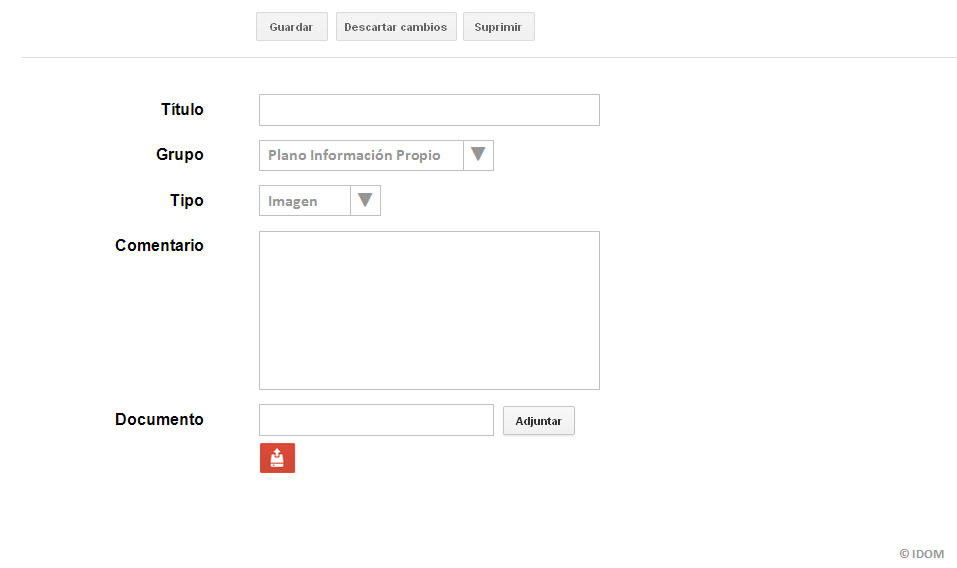 Guardar Descartar cambios Suprimir
Título
Grupo Plano Información Propio
Tipo Imagen
Comentario
Documento Adjuntar
© IDOM